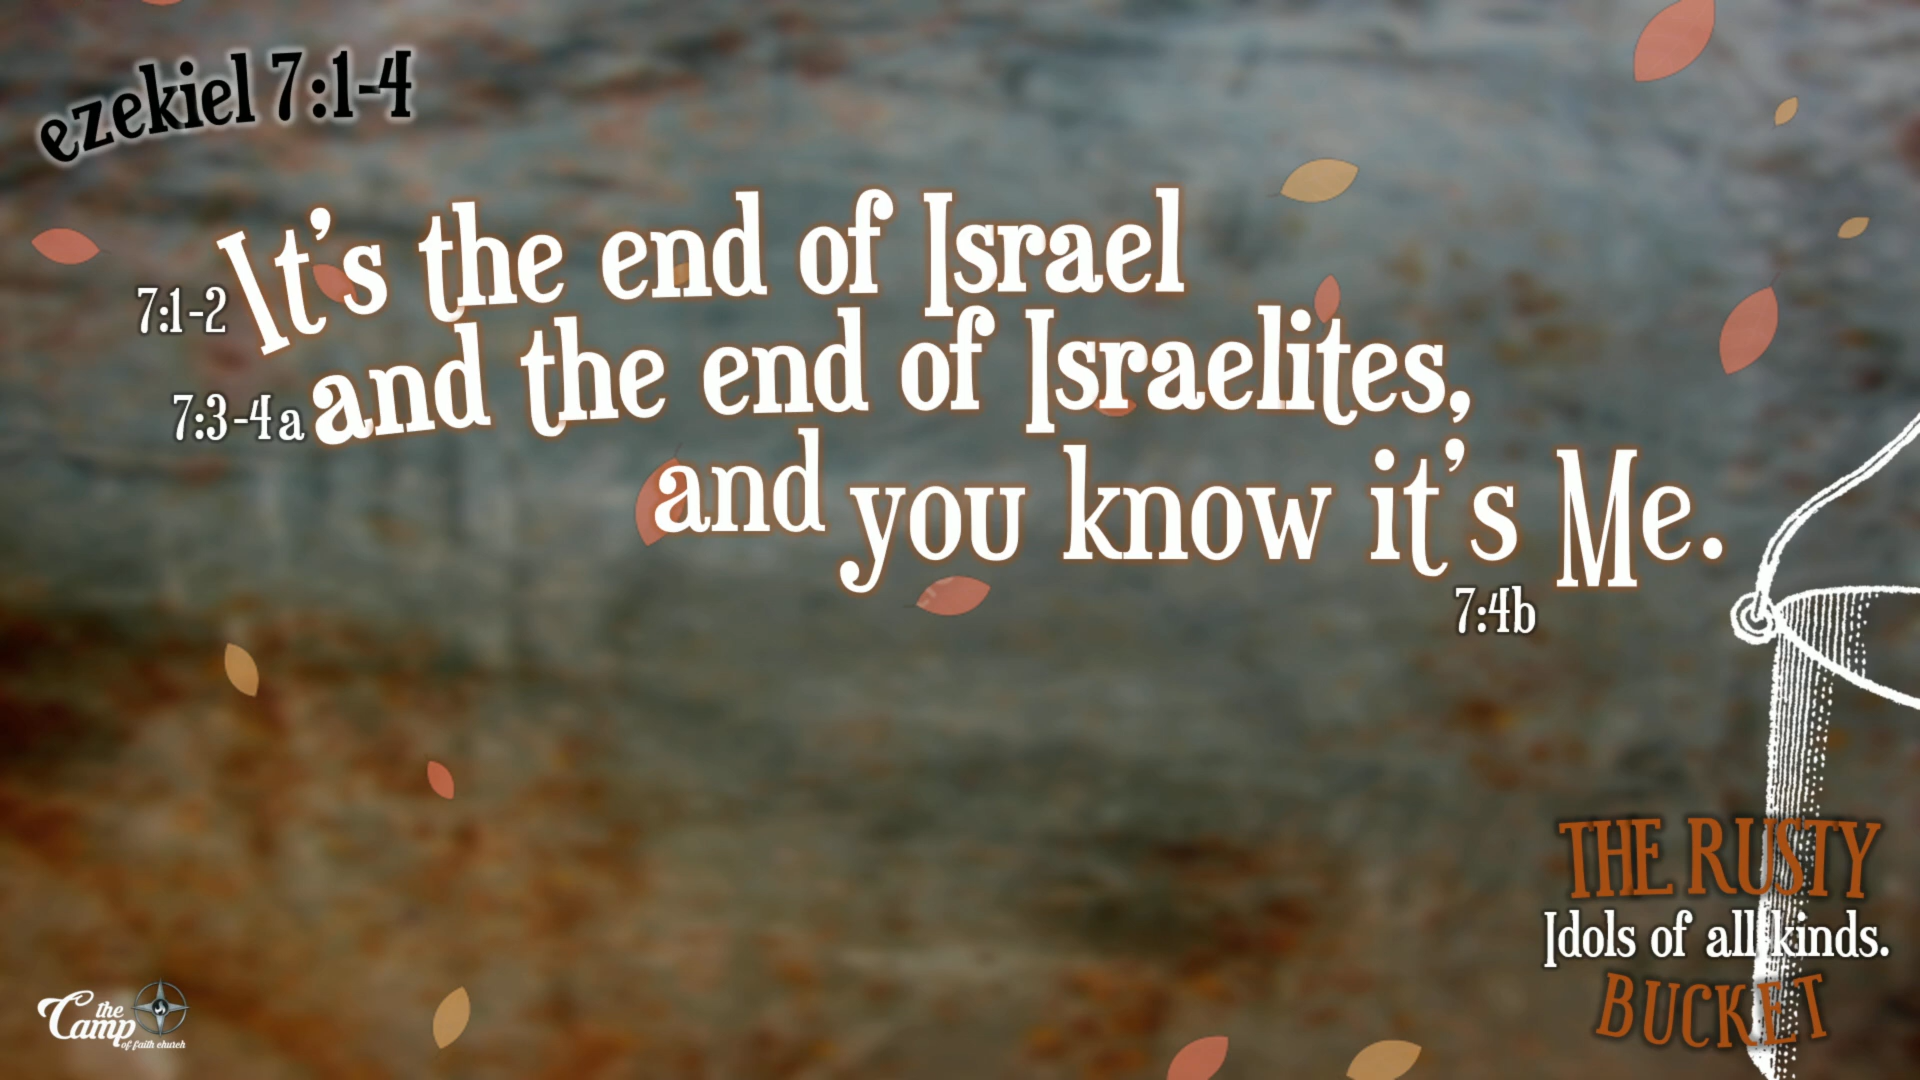 ezekiel 7:1-4
7:1-2 It's the end of Israel
7:3-4a and the end of Israelites,
and you know it's Me.
7:4b
THE RUSTY
Idols of all kinds.
BUCKET
the
Camp
of faith church